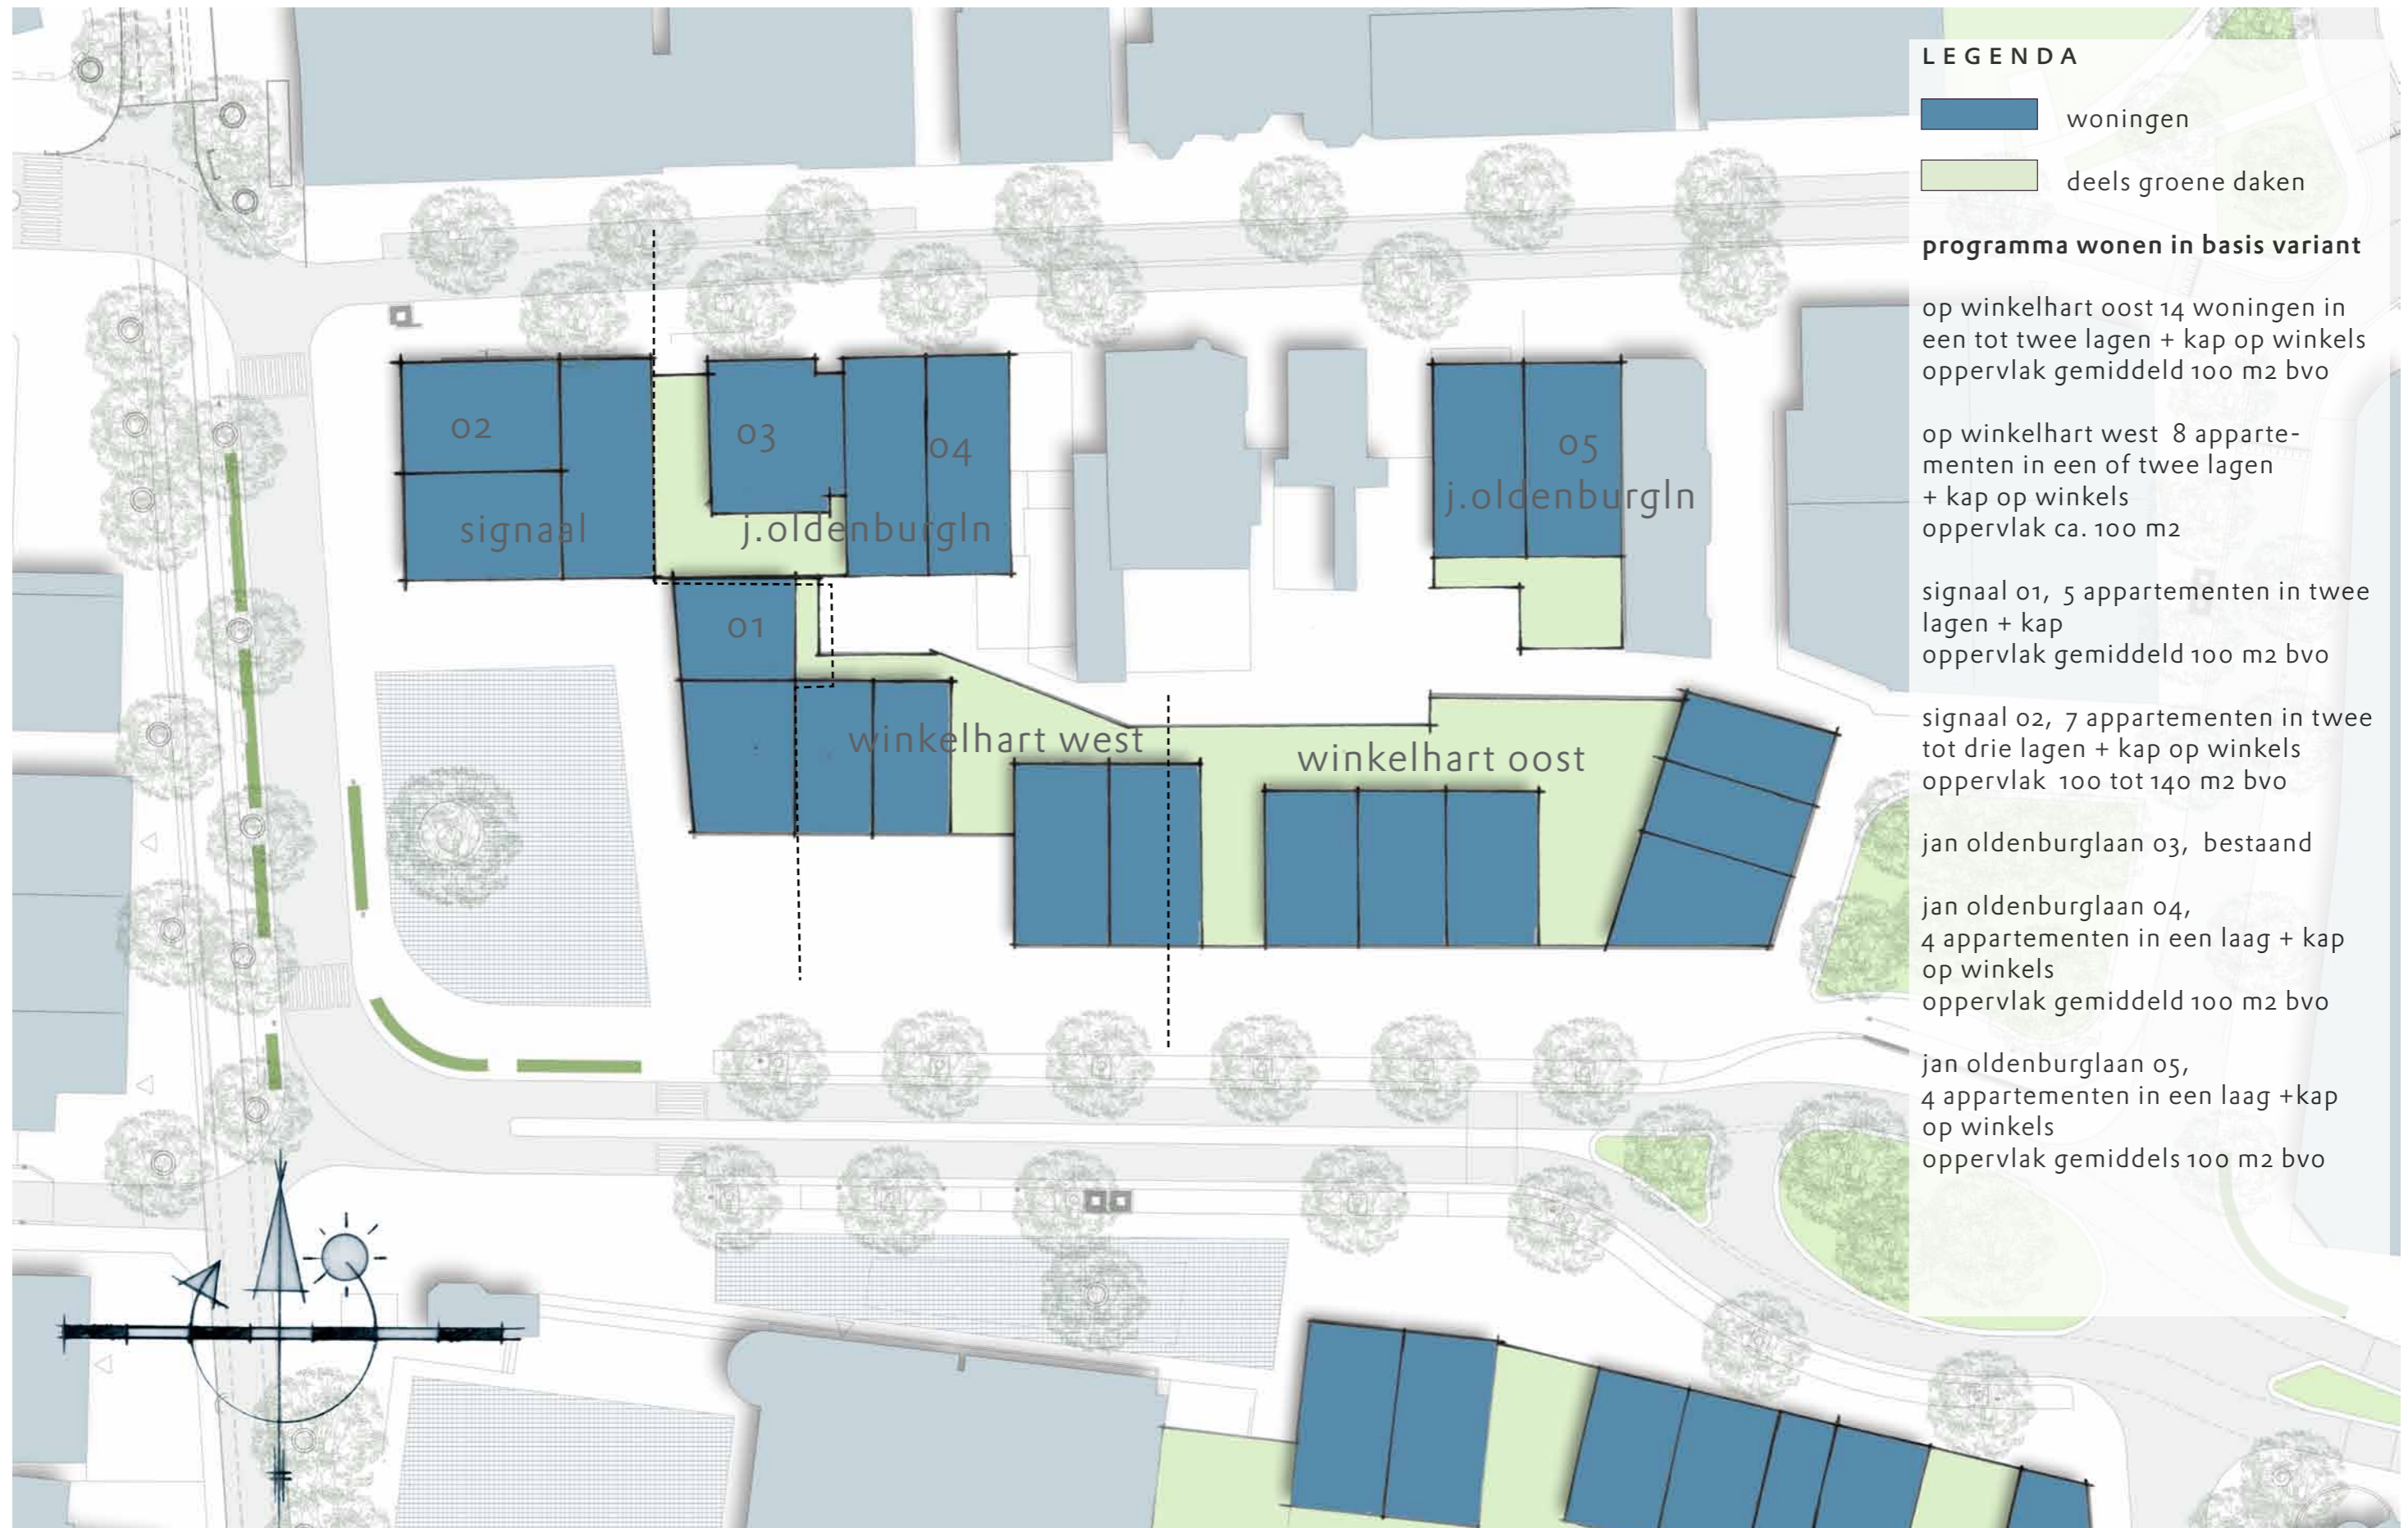 LEGENDA
woningen
deels groene daken
programma wonen in basis variant
op winkelhart oost 14 woningen in
een tot twee lagen + kap op winkels
oppervlak gemiddeld 100 m2 bvo
op winkelhart west 8 apparte-
menten in een of twee lagen
+ kap op winkels
oppervlak ca. 100 m2
signaal 01, 5 appartementen in twee
lagen + kap
oppervlak gemiddeld 100 m2 bvo
signaal 02, 7 appartementen in twee
tot drie lagen + kap op winkels
oppervlak 100 tot 140 m2 bvo
jan oldenburglaan 03, bestaand
jan oldenburglaan 04,
4 appartementen in een laag + kap
op winkels
oppervlak gemiddeld 100 m2 bvo
jan oldenburglaan 05,
4 appartementen in een laag +kap
op winkels
oppervlak gemiddels 100 m2 bvo
02
03
04
05
signaal
j.oldenburgln
j.oldenburgln
01
winkelhart west
winkelhart oost